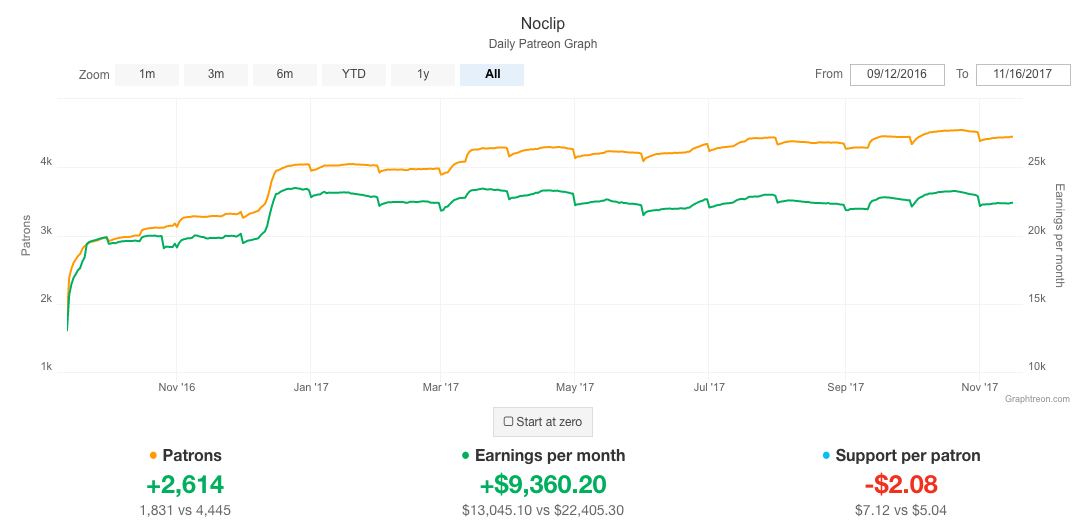 Noclip
Daily Patreon Graph
Zoom 1m 3m 6m YTD 1y All From 09/12/2016 To 11/16/2017
4k 25k
3k 20k
2k 15k
1k 10k
Patrons
Earnings per month
Nov '16 Jan '17 Mar '17 May '17 Jul '17 Sep '17 Nov '17
Graphtreon.com
Start at zero
Patrons Earnings per month Support per patron
+2,614 +$9,360.20 -$2.08
1,831 vs 4,445 $13,045.10 vs $22,405.30 $7.12 vs $5.04